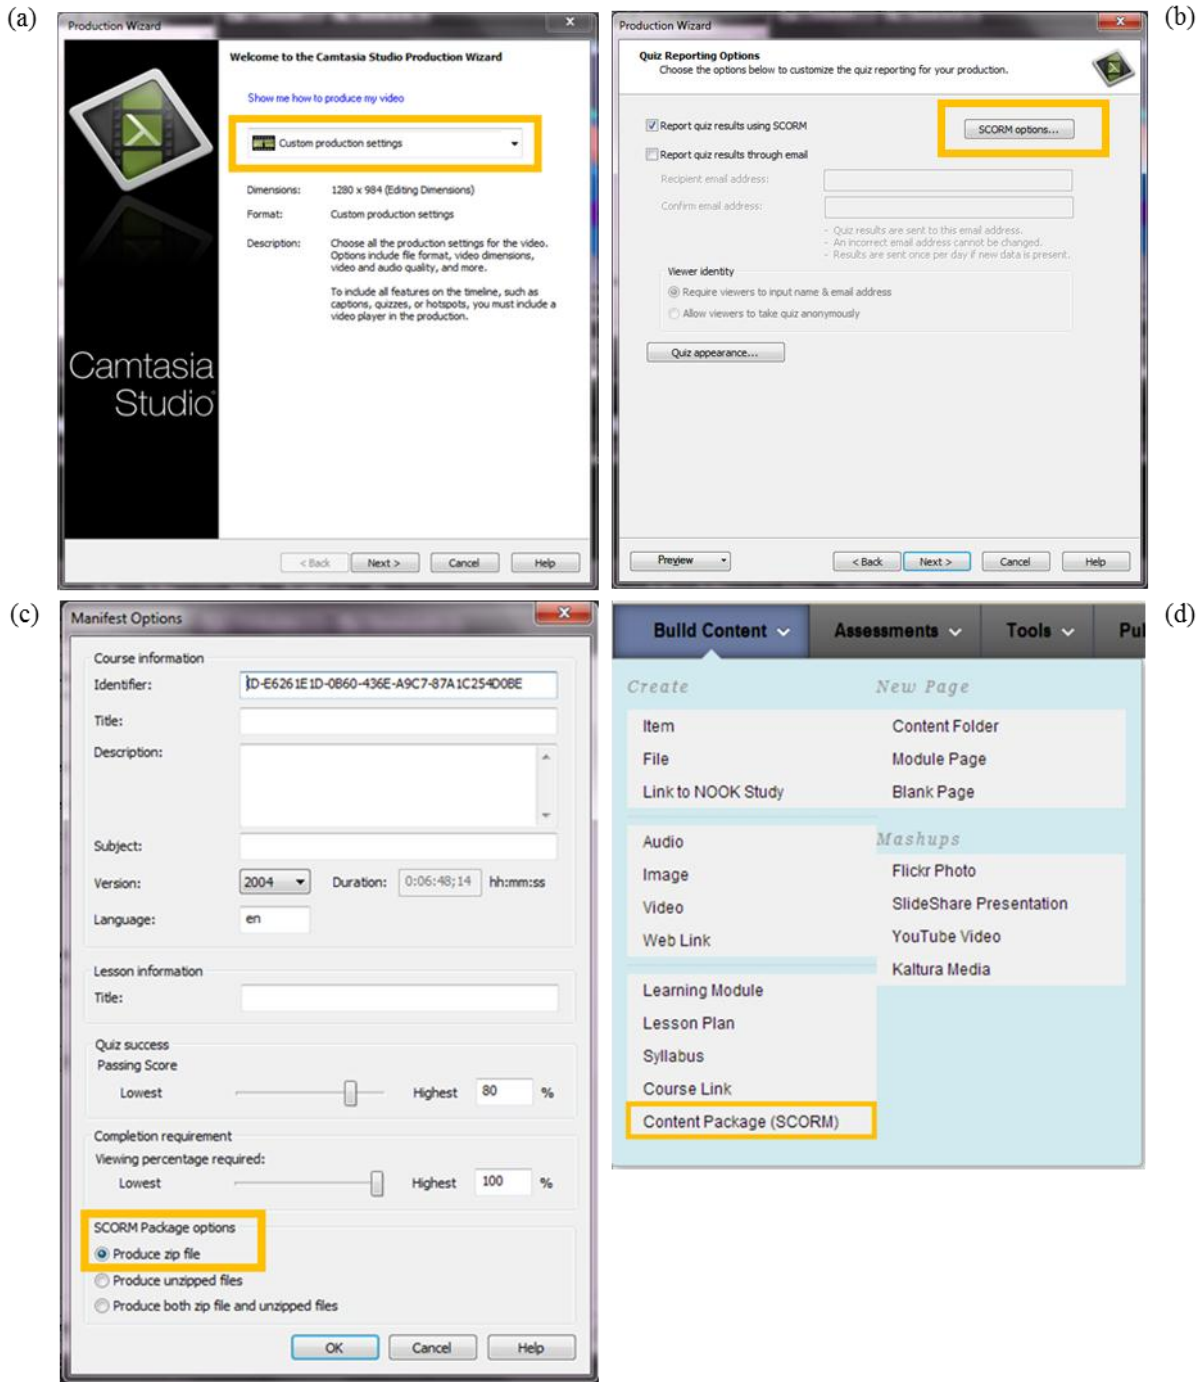 (a)
Production Wizard
Welcome to the Camtasia Studio Production Wizard
Show me how to produce my video
Custom production settings
Dimensions: 1280 x 984 (Editing Dimensions)
Format: Custom production settings
Description: Choose all the production settings for the video.
Options include file format, video dimensions,
video and audio quality, and more.
To include all features on the timeline, such as
captions, quizzes, or hotspots, you must include a
video player in the production.
Camtasia
Studio
< Back Next > Cancel Help
(b)
Production Wizard
Quiz Reporting Options
Choose the options below to customize the quiz reporting for your production.
Report quiz results using SCORM SCORM options...
Report quiz results through email
Recipient email address:
Confirm email address:
- Quiz results are sent to this email address.
- An incorrect email address cannot be changed.
- Results are sent once per day if new data is present.
Viewer identity
Require viewers to input name & email address
Allow viewers to take quiz anonymously
Quiz appearance...
Preview < Back Next > Cancel Help
(c)
Manifest Options
Course information
Identifier: ID-E6261E1D-0B60-436E-A9C7-87A1C254D0BE
Title:
Description:
Subject:
Version: 2004 Duration: 0:06:48;14 hh:mm:ss
Language: en
Lesson information
Title:
Quiz success
Passing Score
Lowest Highest 80 %
Completion requirement
Viewing percentage required:
Lowest Highest 100 %
SCORM Package options
Produce zip file
Produce unzipped files
Produce both zip file and unzipped files
OK Cancel Help
(d)
Build Content Assessments Tools Pul
Create
Item
File
Link to NOOK Study
Audio
Image
Video
Web Link
Learning Module
Lesson Plan
Syllabus
Course Link
Content Package (SCORM)
New Page
Content Folder
Module Page
Blank Page
Mashups
Flickr Photo
SlideShare Presentation
YouTube Video
Kaltura Media